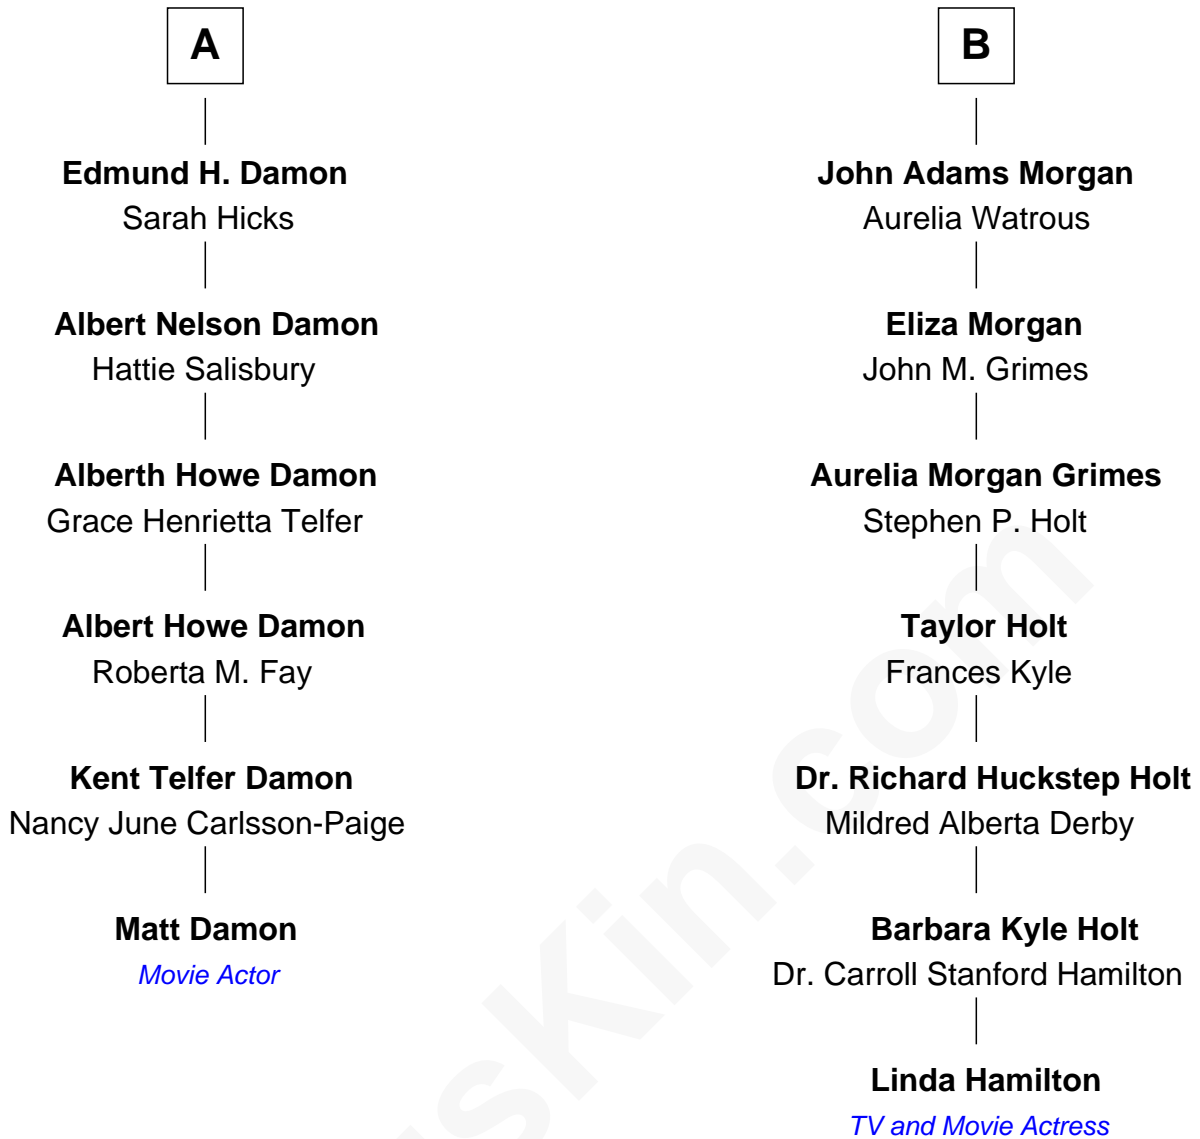 A
Edmund H. Damon
Sarah Hicks
Albert Nelson Damon
Hattie Salisbury
Alberth Howe Damon
Grace Henrietta Telfer
Albert Howe Damon
Roberta M. Fay
Kent Telfer Damon
Nancy June Carlsson-Paige
Matt Damon
Movie Actor
B
John Adams Morgan
Aurelia Watrous
Eliza Morgan
John M. Grimes
Aurelia Morgan Grimes
Stephen P. Holt
Taylor Holt
Frances Kyle
Dr. Richard Huckstep Holt
Mildred Alberta Derby
Barbara Kyle Holt
Dr. Carroll Stanford Hamilton
Linda Hamilton
TV and Movie Actress
sKin.com